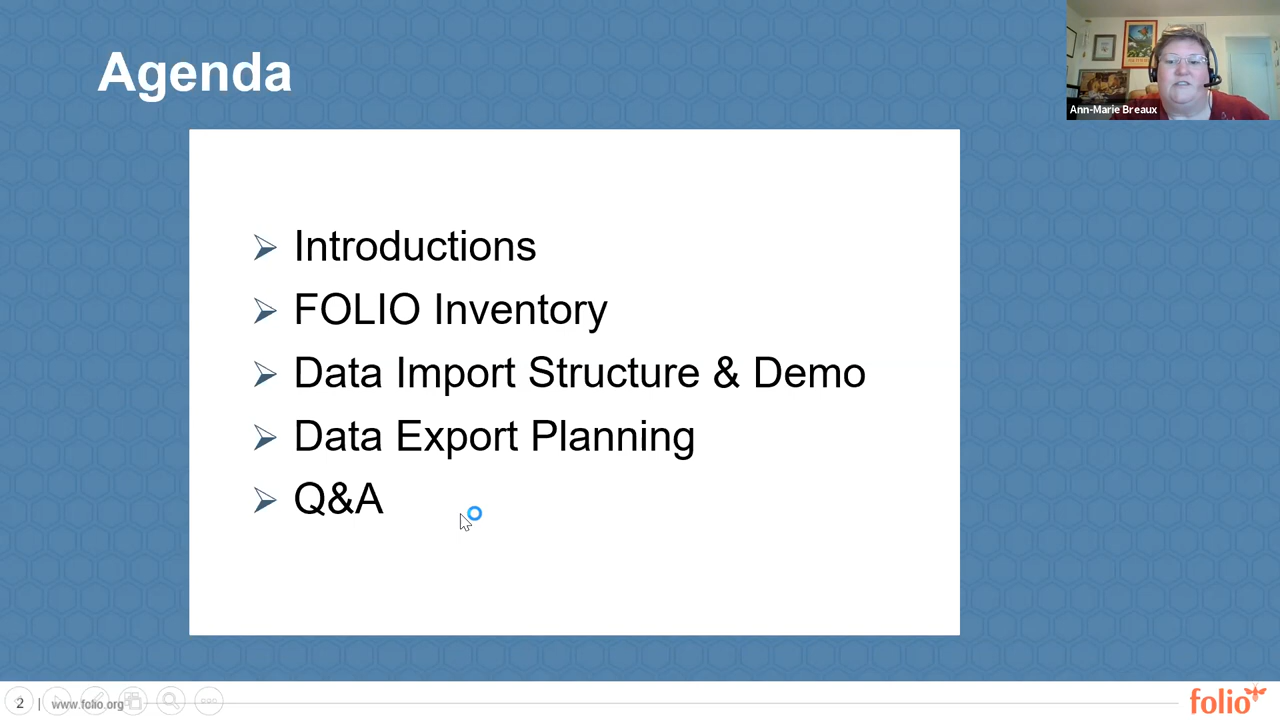 Agenda
Ann-Marie Breaux
Introductions
FOLIO Inventory
Data Import Structure & Demo
Data Export Planning
Q&A
2 | www.folio.org
folio